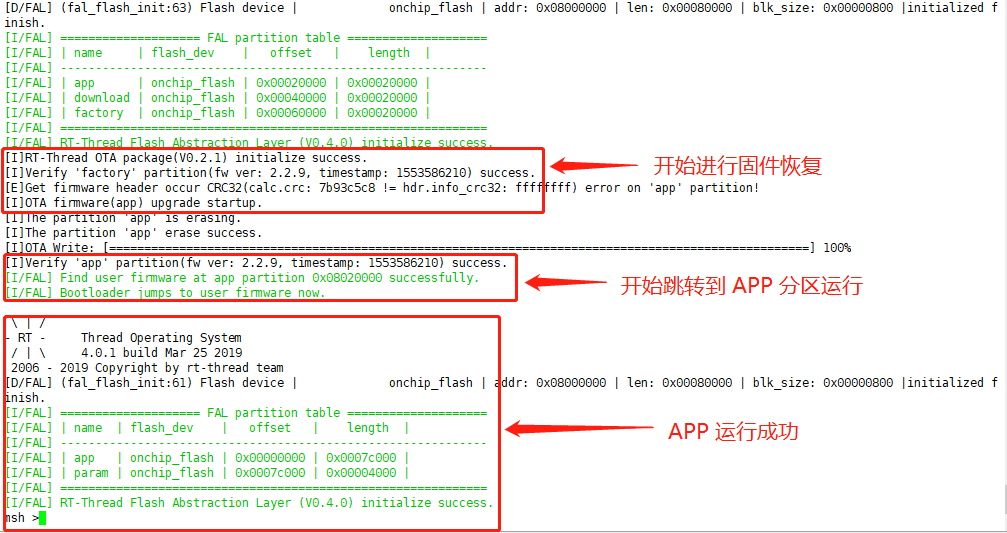 [D/FAL] (fal_flash_init:63) Flash device |             onchip_flash | addr: 0x08000000 | len: 0x00080000 | blk_size: 0x00000800 |initialized f
inish.
[I/FAL] ==================== FAL partition table ====================
[I/FAL] | name     | flash_dev    |   offset   |    length  |
[I/FAL] -------------------------------------------------------------
[I/FAL] | app      | onchip_flash | 0x00020000 | 0x00020000 |
[I/FAL] | download | onchip_flash | 0x00040000 | 0x00020000 |
[I/FAL] | factory  | onchip_flash | 0x00060000 | 0x00020000 |
[I/FAL] =============================================================
[I/FAL] RT-Thread Flash Abstraction Layer (V0.4.0) initialize success.
[I]RT-Thread OTA package(V0.2.1) initialize success.
[I]Verify 'factory' partition(fw ver: 2.2.9, timestamp: 1553586210) success.
开始进行固件恢复
[E]Get firmware header occur CRC32(calc.crc: 7b93c5c8 != hdr.info_crc32: ffffffff) error on 'app' partition!
[I]OTA firmware(app) upgrade startup.
[I]The partition 'app' is erasing.
[I]The partition 'app' erase success.
[I]OTA Write: [====================================================================================================] 100%
[I]Verify 'app' partition(fw ver: 2.2.9, timestamp: 1553586210) success.
[I/FAL] Find user firmware at app partition 0x08020000 successfully.
开始跳转到 APP 分区运行
[I/FAL] Bootloader jumps to user firmware now.
 \ | /
- RT -     Thread Operating System
 / | \     4.0.1 build Mar 25 2019
 2006 - 2019 Copyright by rt-thread team
[D/FAL] (fal_flash_init:61) Flash device |             onchip_flash | addr: 0x08000000 | len: 0x00080000 | blk_size: 0x00000800 |initialized f
inish.
[I/FAL] ==================== FAL partition table ====================
[I/FAL] | name  | flash_dev    |   offset   |    length  |
APP 运行成功
[I/FAL] -------------------------------------------------------------
[I/FAL] | app   | onchip_flash | 0x00000000 | 0x0007c000 |
[I/FAL] | param | onchip_flash | 0x0007c000 | 0x00004000 |
[I/FAL] =============================================================
[I/FAL] RT-Thread Flash Abstraction Layer (V0.4.0) initialize success.
msh >